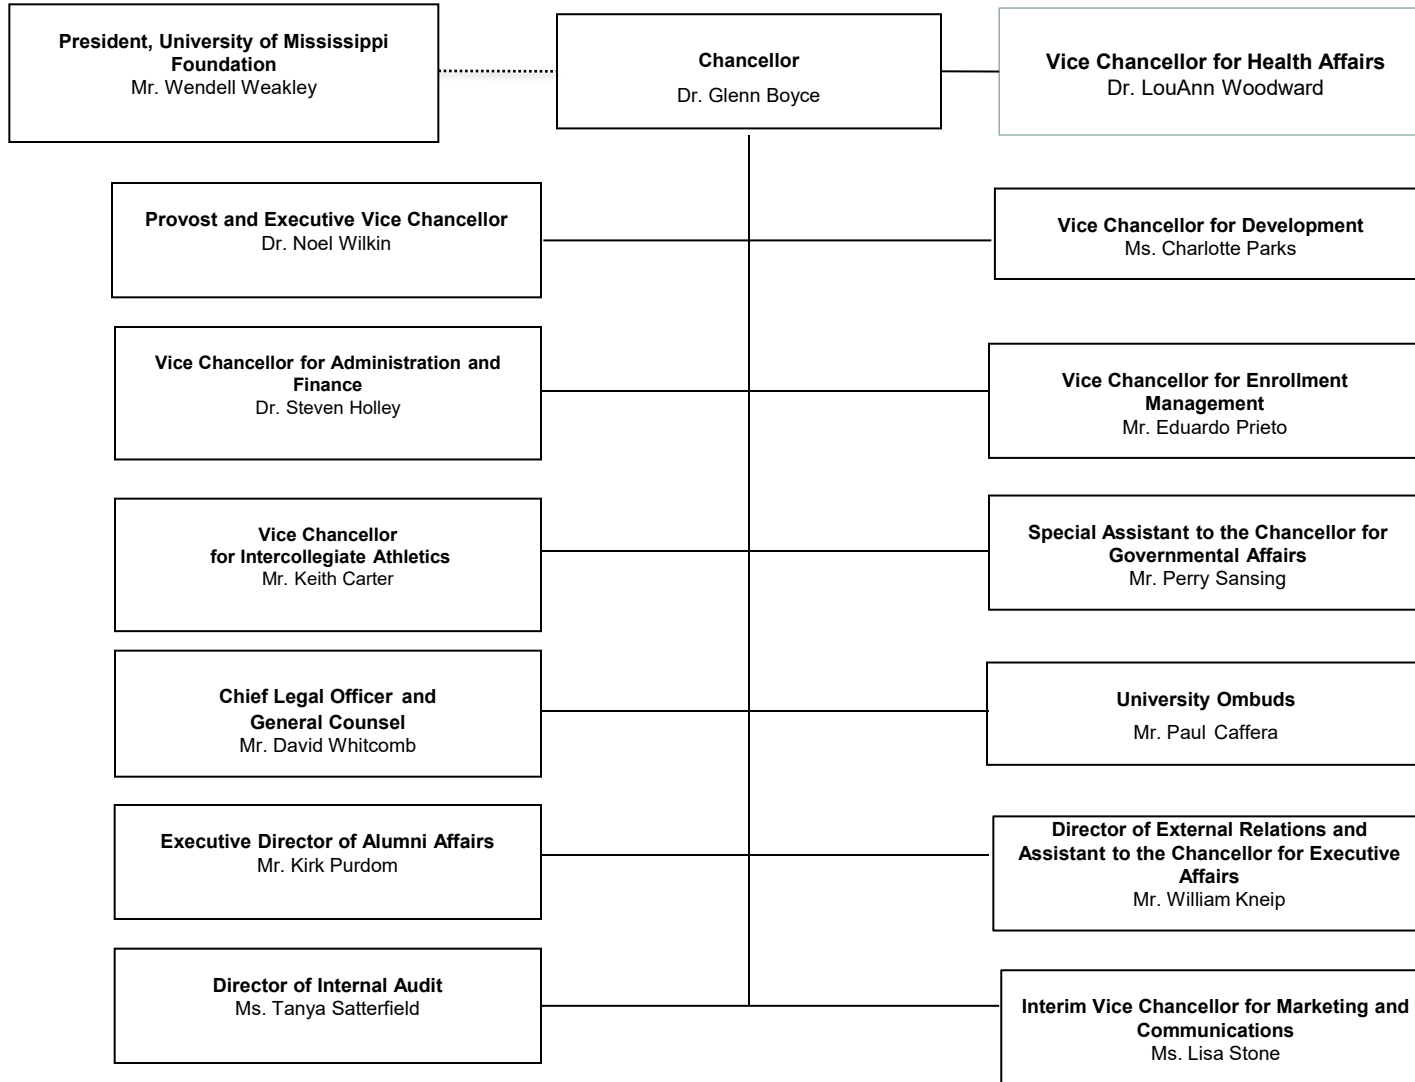 President, University of Mississippi
Foundation
Mr. Wendell Weakley
Chancellor
Dr. Glenn Boyce
Vice Chancellor for Health Affairs
Dr. LouAnn Woodward
Provost and Executive Vice Chancellor
Dr. Noel Wilkin
Vice Chancellor for Development
Ms. Charlotte Parks
Vice Chancellor for Administration and
Finance
Dr. Steven Holley
Vice Chancellor for Enrollment
Management
Mr. Eduardo Prieto
Vice Chancellor
for Intercollegiate Athletics
Mr. Keith Carter
Special Assistant to the Chancellor for
Governmental Affairs
Mr. Perry Sansing
Chief Legal Officer and
General Counsel
Mr. David Whitcomb
University Ombuds
Mr. Paul Caffera
Executive Director of Alumni Affairs
Mr. Kirk Purdom
Director of External Relations and
Assistant to the Chancellor for Executive
Affairs
Mr. William Kneip
Director of Internal Audit
Ms. Tanya Satterfield
Interim Vice Chancellor for Marketing and
Communications
Ms. Lisa Stone